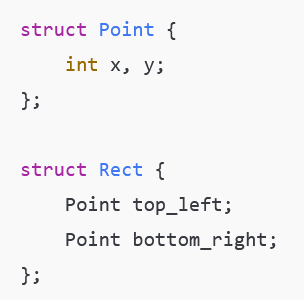 struct Point {
    int x, y;
};

struct Rect {
    Point top_left;
    Point bottom_right;
};